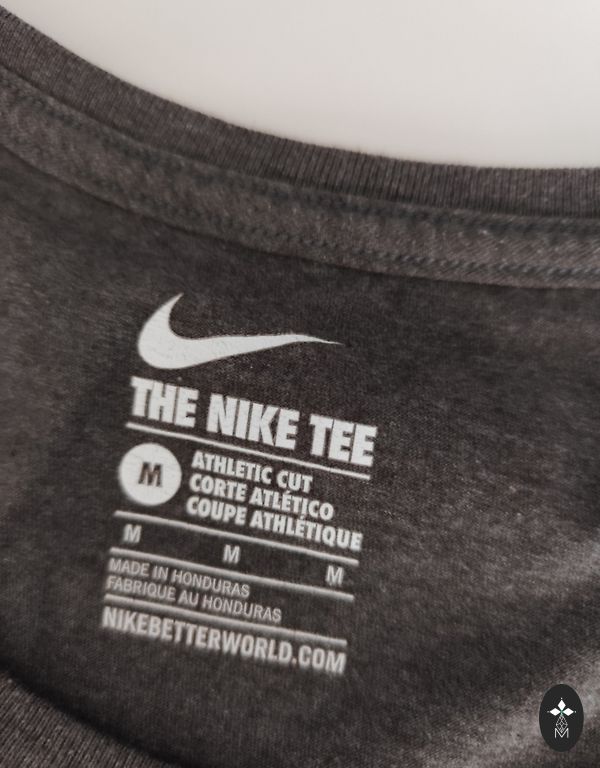 THE NIKE TEE
M
ATHLETIC CUT
CORTE ATLÉTICO
COUPE ATHLÉTIQUE
M M M
MADE IN HONDURAS
FABRIQUE AU HONDURAS
NIKEBETTERWORLD.COM
M